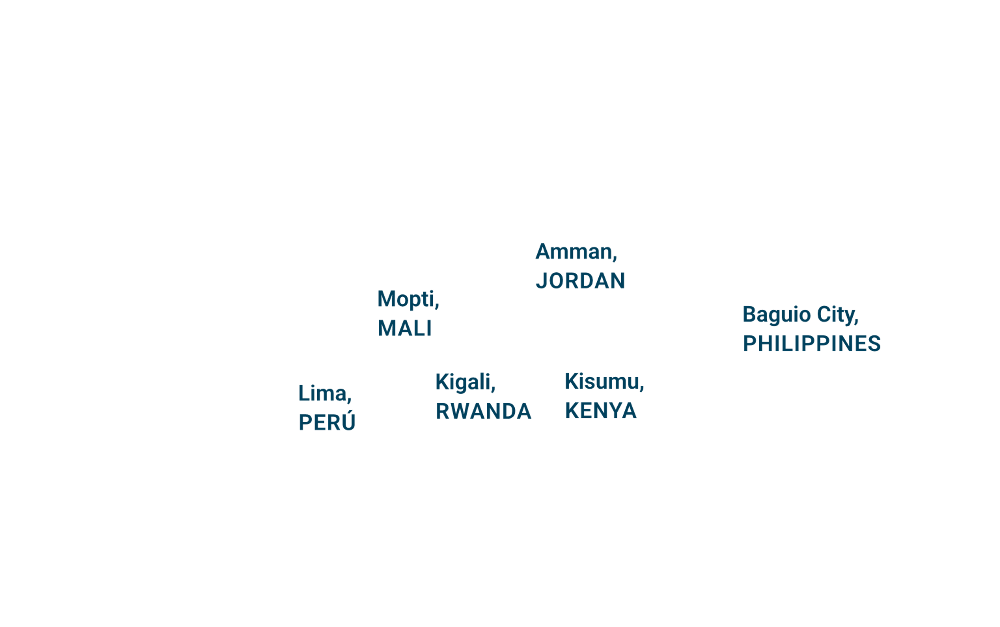 Amman,
JORDAN
Mopti,
MALI
Baguio City,
PHILIPPINES
Lima,
PERÚ
Kigali,
RWANDA
Kisumu,
KENYA